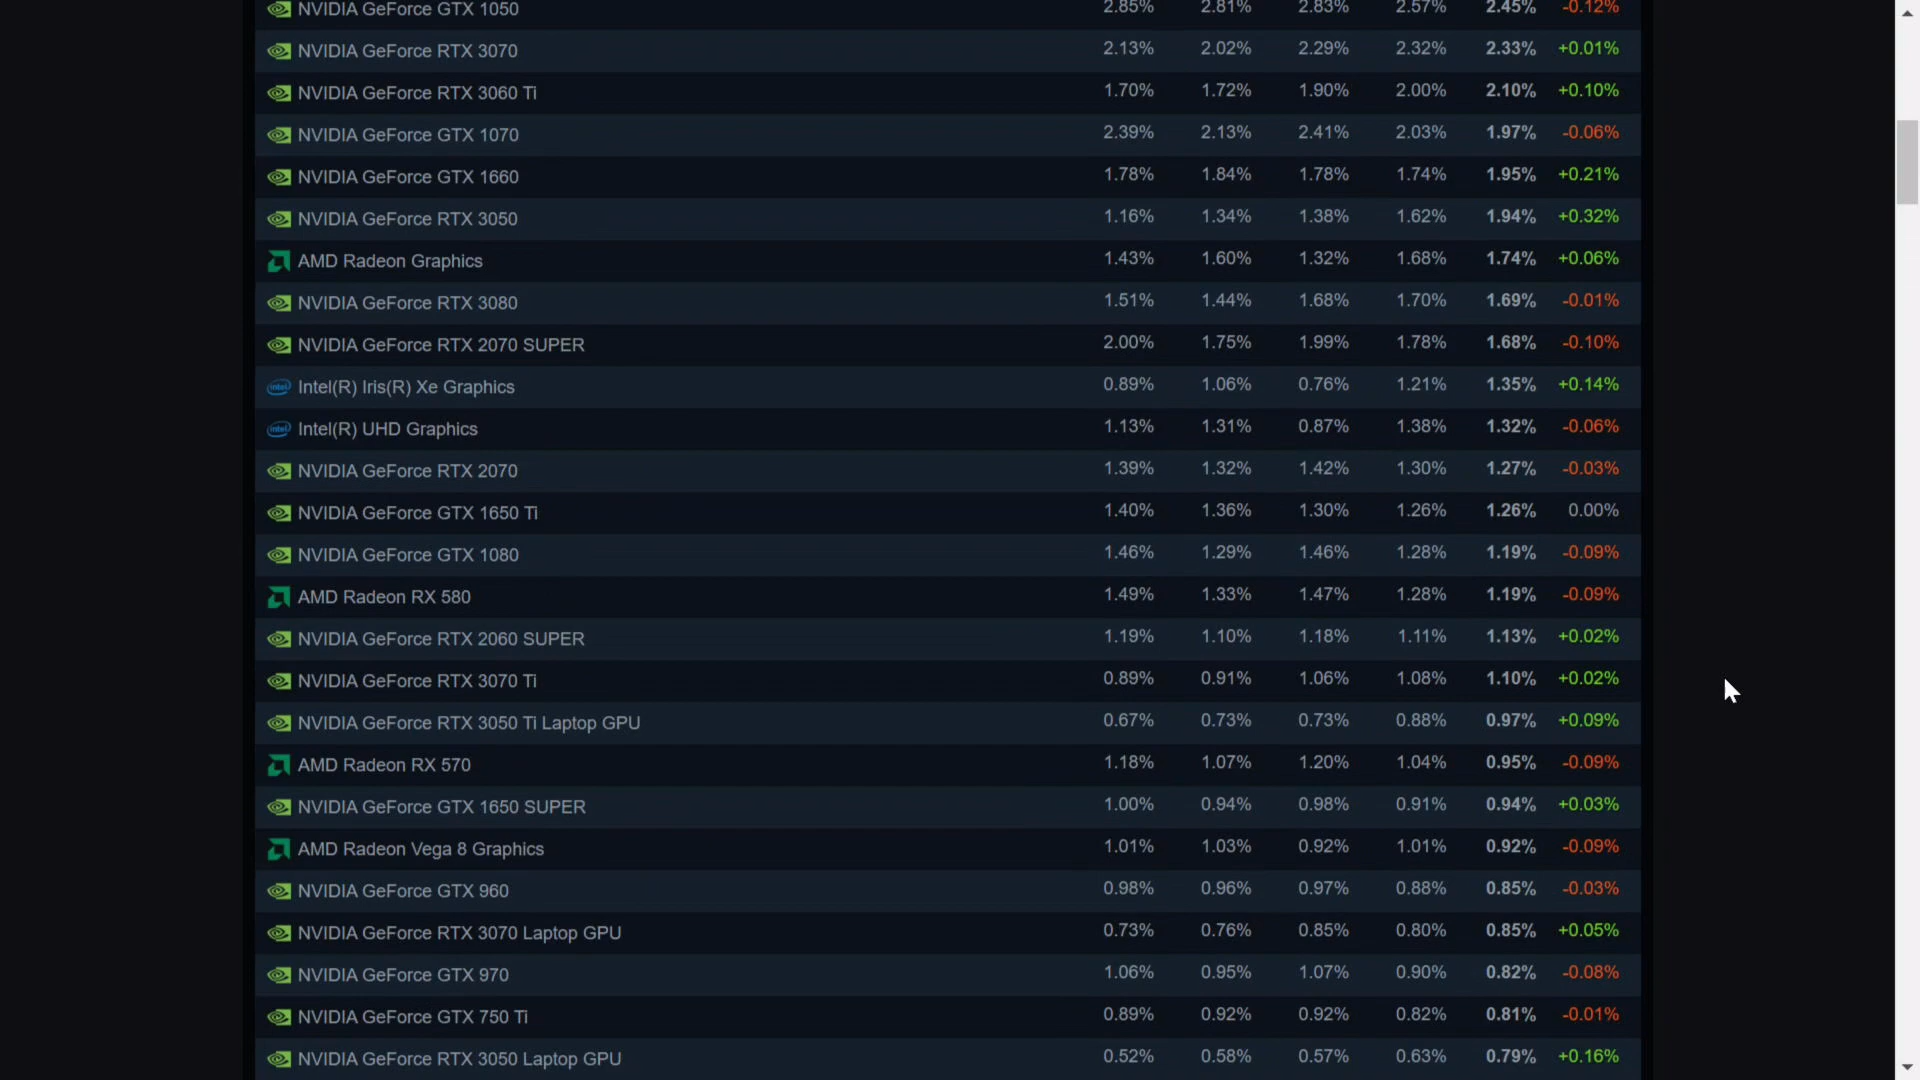 NVIDIA GeForce GTX 1050 2.85% 2.81% 2.83% 2.57% 2.45% -0.12%
NVIDIA GeForce RTX 3070 2.13% 2.02% 2.29% 2.32% 2.33% +0.01%
NVIDIA GeForce RTX 3060 Ti 1.70% 1.72% 1.90% 2.00% 2.10% +0.10%
NVIDIA GeForce GTX 1070 2.39% 2.13% 2.41% 2.03% 1.97% -0.06%
NVIDIA GeForce GTX 1660 1.78% 1.84% 1.78% 1.74% 1.95% +0.21%
NVIDIA GeForce RTX 3050 1.16% 1.34% 1.38% 1.62% 1.94% +0.32%
AMD Radeon Graphics 1.43% 1.60% 1.32% 1.68% 1.74% +0.06%
NVIDIA GeForce RTX 3080 1.51% 1.44% 1.68% 1.70% 1.69% -0.01%
NVIDIA GeForce RTX 2070 SUPER 2.00% 1.75% 1.99% 1.78% 1.68% -0.10%
intel Intel(R) Iris(R) Xe Graphics 0.89% 1.06% 0.76% 1.21% 1.35% +0.14%
intel Intel(R) UHD Graphics 1.13% 1.31% 0.87% 1.38% 1.32% -0.06%
NVIDIA GeForce RTX 2070 1.39% 1.32% 1.42% 1.30% 1.27% -0.03%
NVIDIA GeForce GTX 1650 Ti 1.40% 1.36% 1.30% 1.26% 1.26% 0.00%
NVIDIA GeForce GTX 1080 1.46% 1.29% 1.46% 1.28% 1.19% -0.09%
AMD Radeon RX 580 1.49% 1.33% 1.47% 1.28% 1.19% -0.09%
NVIDIA GeForce RTX 2060 SUPER 1.19% 1.10% 1.18% 1.11% 1.13% +0.02%
NVIDIA GeForce RTX 3070 Ti 0.89% 0.91% 1.06% 1.08% 1.10% +0.02%
NVIDIA GeForce RTX 3050 Ti Laptop GPU 0.67% 0.73% 0.73% 0.88% 0.97% +0.09%
AMD Radeon RX 570 1.18% 1.07% 1.20% 1.04% 0.95% -0.09%
NVIDIA GeForce GTX 1650 SUPER 1.00% 0.94% 0.98% 0.91% 0.94% +0.03%
AMD Radeon Vega 8 Graphics 1.01% 1.03% 0.92% 1.01% 0.92% -0.09%
NVIDIA GeForce GTX 960 0.98% 0.96% 0.97% 0.88% 0.85% -0.03%
NVIDIA GeForce RTX 3070 Laptop GPU 0.73% 0.76% 0.85% 0.80% 0.85% +0.05%
NVIDIA GeForce GTX 970 1.06% 0.95% 1.07% 0.90% 0.82% -0.08%
NVIDIA GeForce GTX 750 Ti 0.89% 0.92% 0.92% 0.82% 0.81% -0.01%
NVIDIA GeForce RTX 3050 Laptop GPU 0.52% 0.58% 0.57% 0.63% 0.79% +0.16%